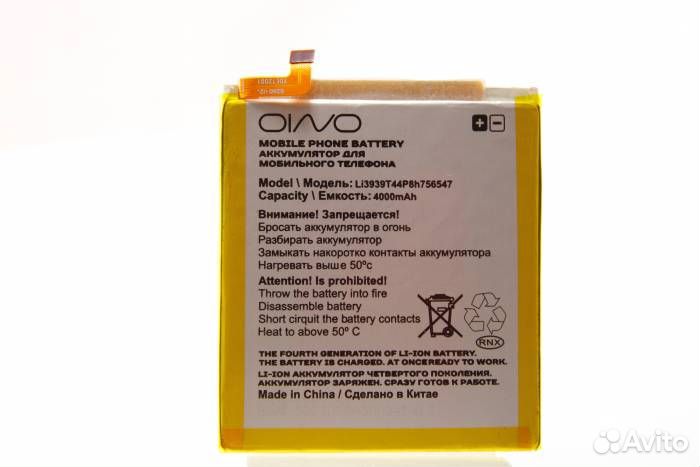 OINO
MOBILE PHONE BATTERY
АККУМУЛЯТОР ДЛЯ
МОБИЛЬНОГО ТЕЛЕФОНА
Model \ Модель: Li3939T44P8h756547
Capacity \ Емкость: 4000mAh
Внимание! Запрещается!
Бросать аккумулятор в огонь
Разбирать аккумулятор
Замыкать накоротко контакты аккумулятора
Нагревать выше 50°с
Attention! Is prohibited!
Throw the battery into fire
Disassemble battery
Short cirquit the battery contacts
Heat to above 50° C
RNX
THE FOURTH GENERATION OF LI-ION BATTERY.
THE BATTERY IS CHARGED. AT ONCEREADY TO WORK.
LI-ION АККУМУЛЯТОР ЧЕТВЕРТОГО ПОКОЛЕНИЯ.
АККУМУЛЯТОР ЗАРЯЖЕН. СРАЗУ ГОТОВ К РАБОТЕ.
Made in China / Сделано в Китае
Avito